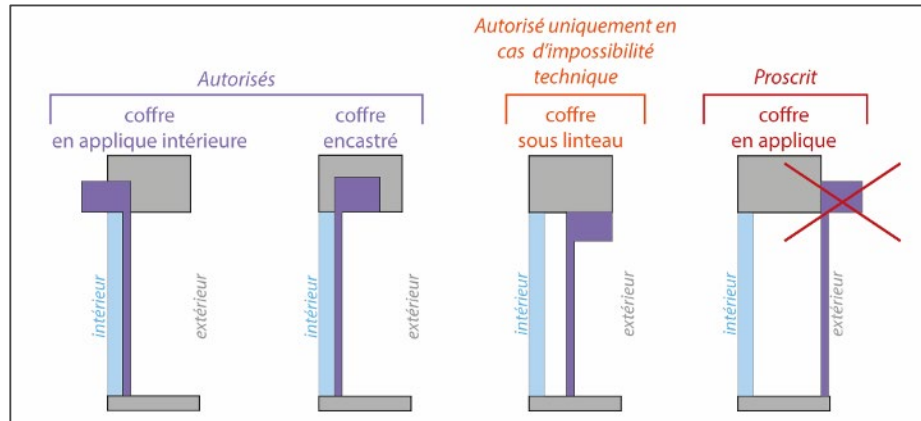 Autorisés
coffre
en applique intérieure
coffre
encastré
Autorisé uniquement en
cas d'impossibilité
technique
coffre
sous linteau
Proscrit
coffre
en applique
intérieur
extérieur
intérieur
extérieur
intérieur
extérieur
intérieur
extérieur